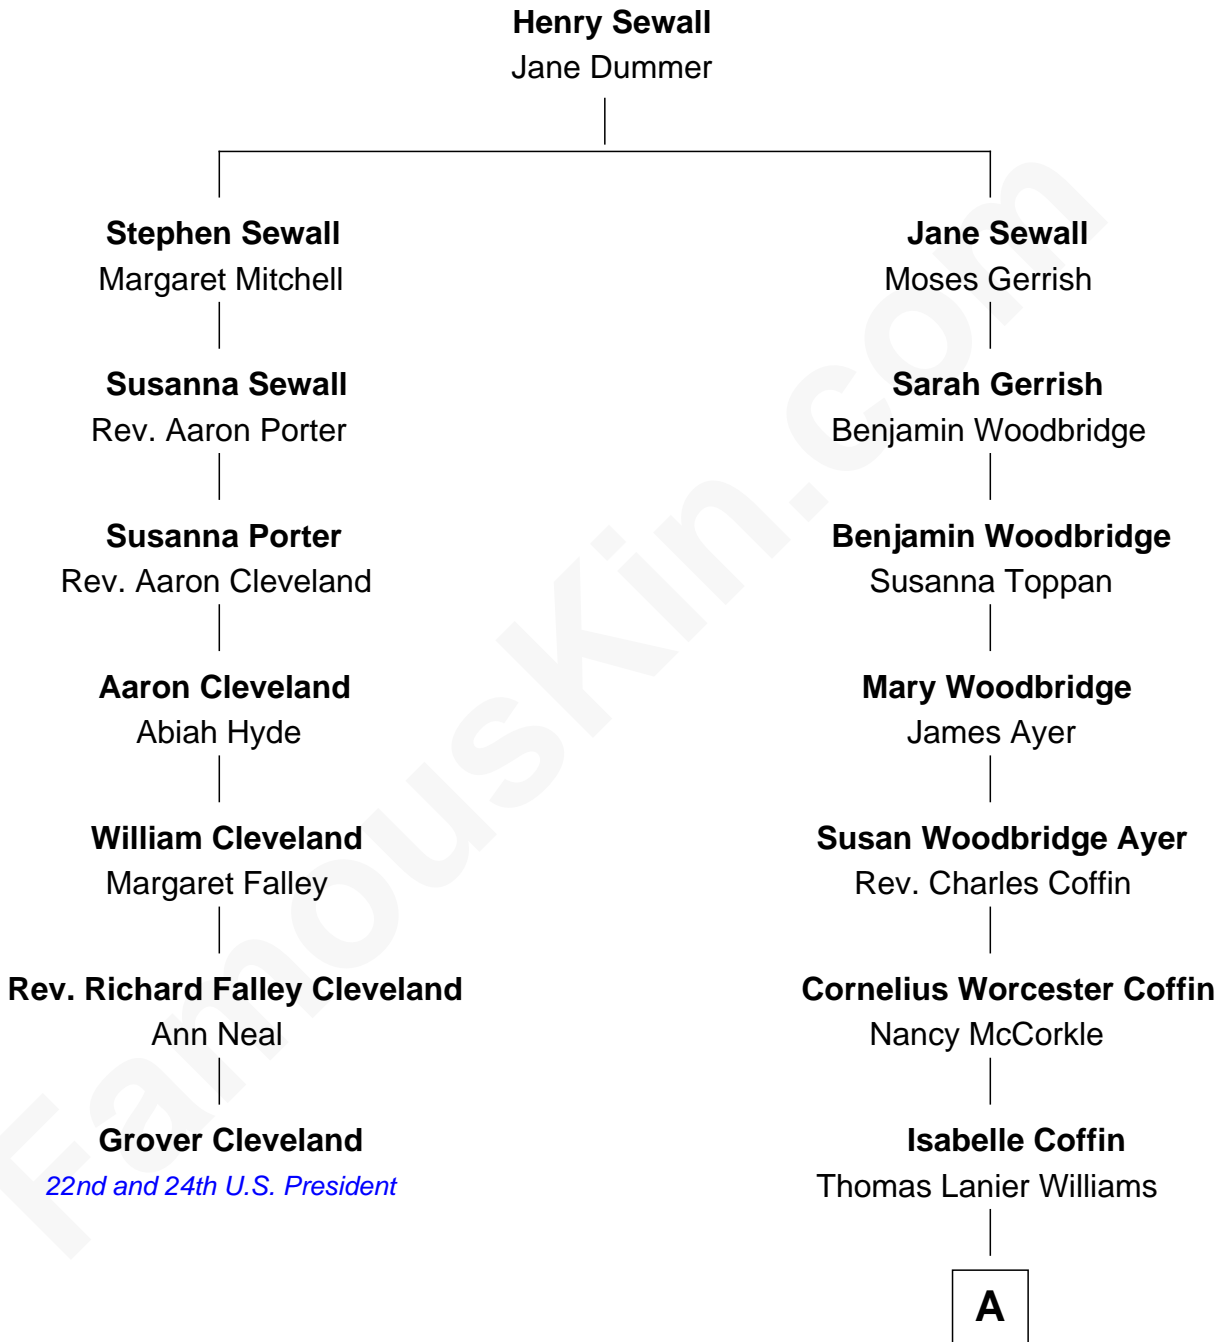 Henry Sewall
Jane Dummer
Stephen Sewall
Margaret Mitchell
Susanna Sewall
Rev. Aaron Porter
Susanna Porter
Rev. Aaron Cleveland
Aaron Cleveland
Abiah Hyde
William Cleveland
Margaret Falley
Rev. Richard Falley Cleveland
Ann Neal
Grover Cleveland
22nd and 24th U.S. President
Jane Sewall
Moses Gerrish
Sarah Gerrish
Benjamin Woodbridge
Benjamin Woodbridge
Susanna Toppan
Mary Woodbridge
James Ayer
Susan Woodbridge Ayer
Rev. Charles Coffin
Cornelius Worcester Coffin
Nancy McCorkle
Isabelle Coffin
Thomas Lanier Williams
A
FamousKin.com